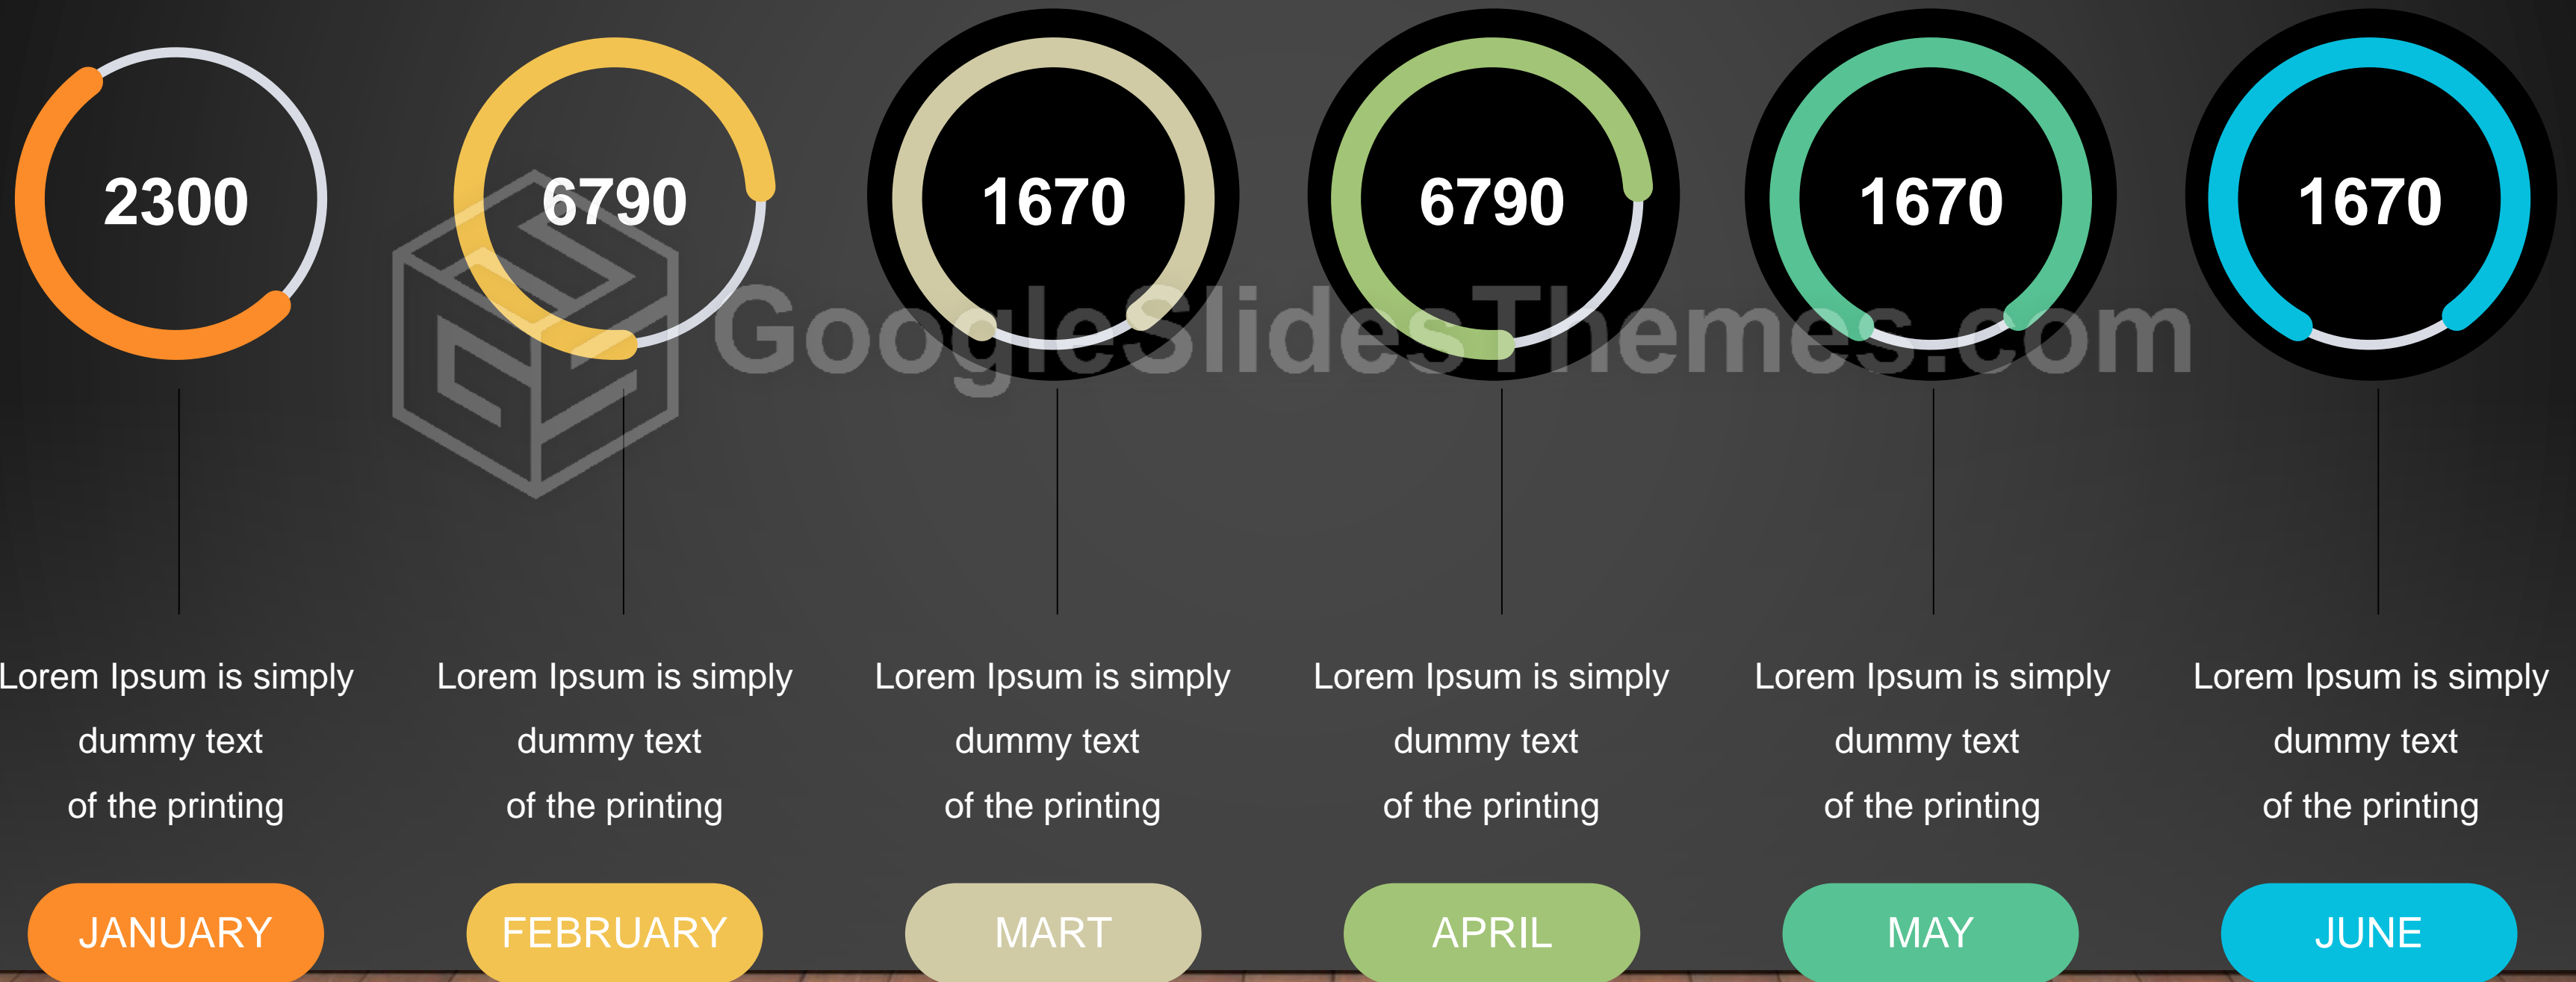 2300
6790
1670
6790
1670
1670
GoogleSlidesThemes.com
Lorem Ipsum is simply
dummy text
of the printing
Lorem Ipsum is simply
dummy text
of the printing
Lorem Ipsum is simply
dummy text
of the printing
Lorem Ipsum is simply
dummy text
of the printing
Lorem Ipsum is simply
dummy text
of the printing
Lorem Ipsum is simply
dummy text
of the printing
JANUARY
FEBRUARY
MART
APRIL
MAY
JUNE